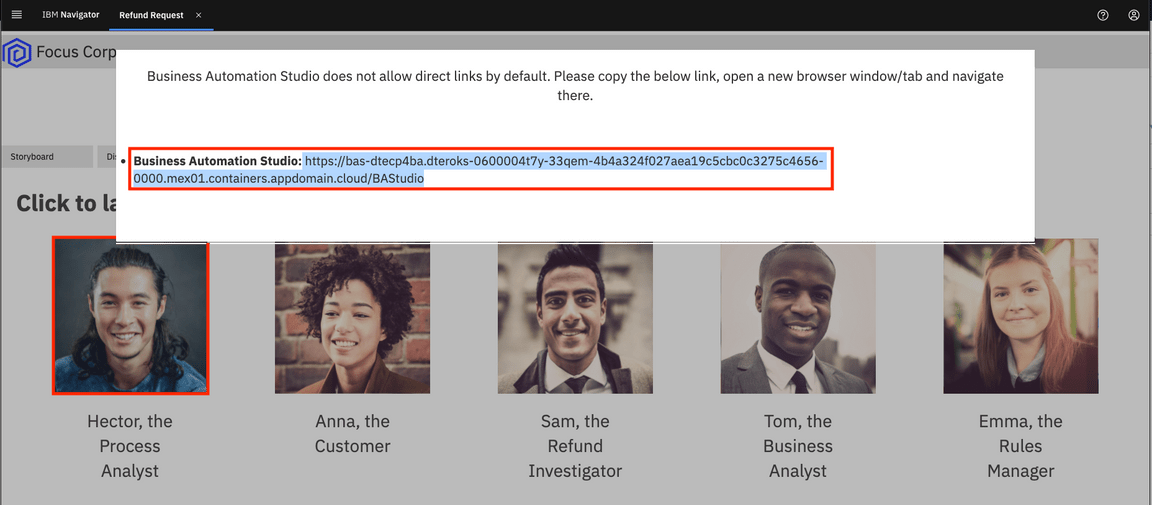 IBM Navigator
Refund Request
Focus Corp
Business Automation Studio does not allow direct links by default. Please copy the below link, open a new browser window/tab and navigate
there.
Storyboard
Business Automation Studio: https://bas-dtecp4ba.dteroks-0600004t7y-33qem-4b4a324f027aea19c5cbc0c3275c4656-
0000.mex01.containers.appdomain.cloud/BAStudio
Click to
Hector, the
Process
Analyst
Anna, the
Customer
Sam, the
Refund
Investigator
Tom, the
Business
Analyst
Emma, the
Rules
Manager